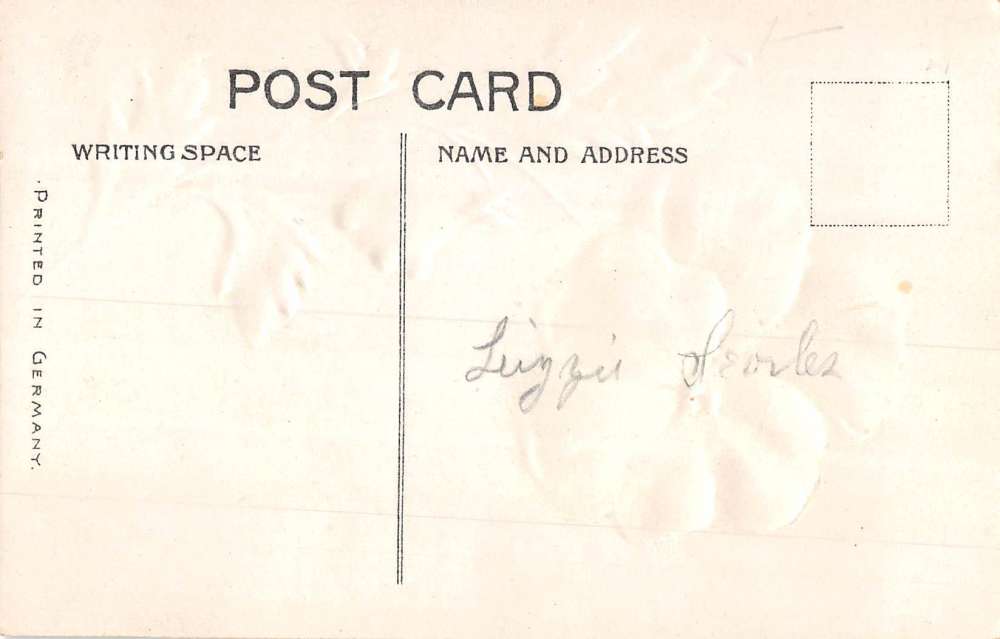 POST CARD
WRITING SPACE
NAME AND ADDRESS
.PRINTED IN GERMANY.
Lizzie